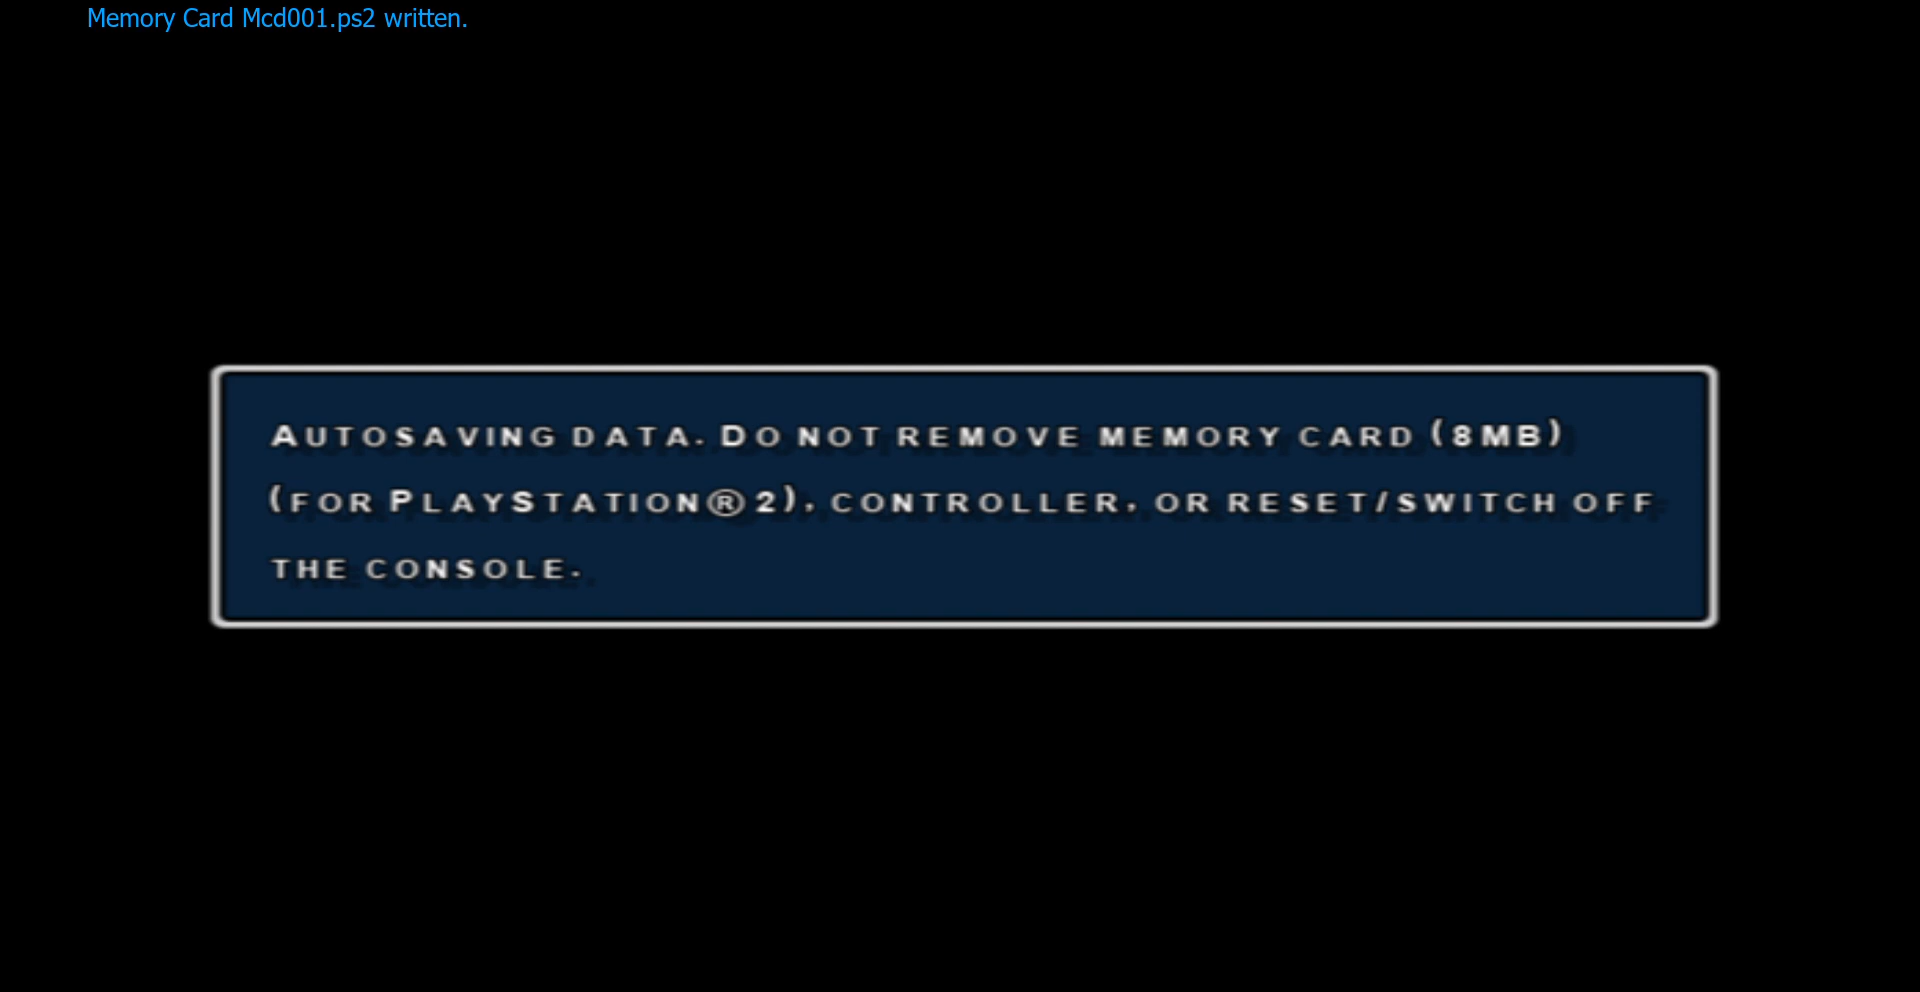 Memory Card Mcd001.ps2 written.
AUTOSAVING DATA. DO NOT REMOVE MEMORY CARD (8MB)
(FOR PLAYSTATION®2), CONTROLLER, OR RESET/SWITCH OFF
THE CONSOLE.